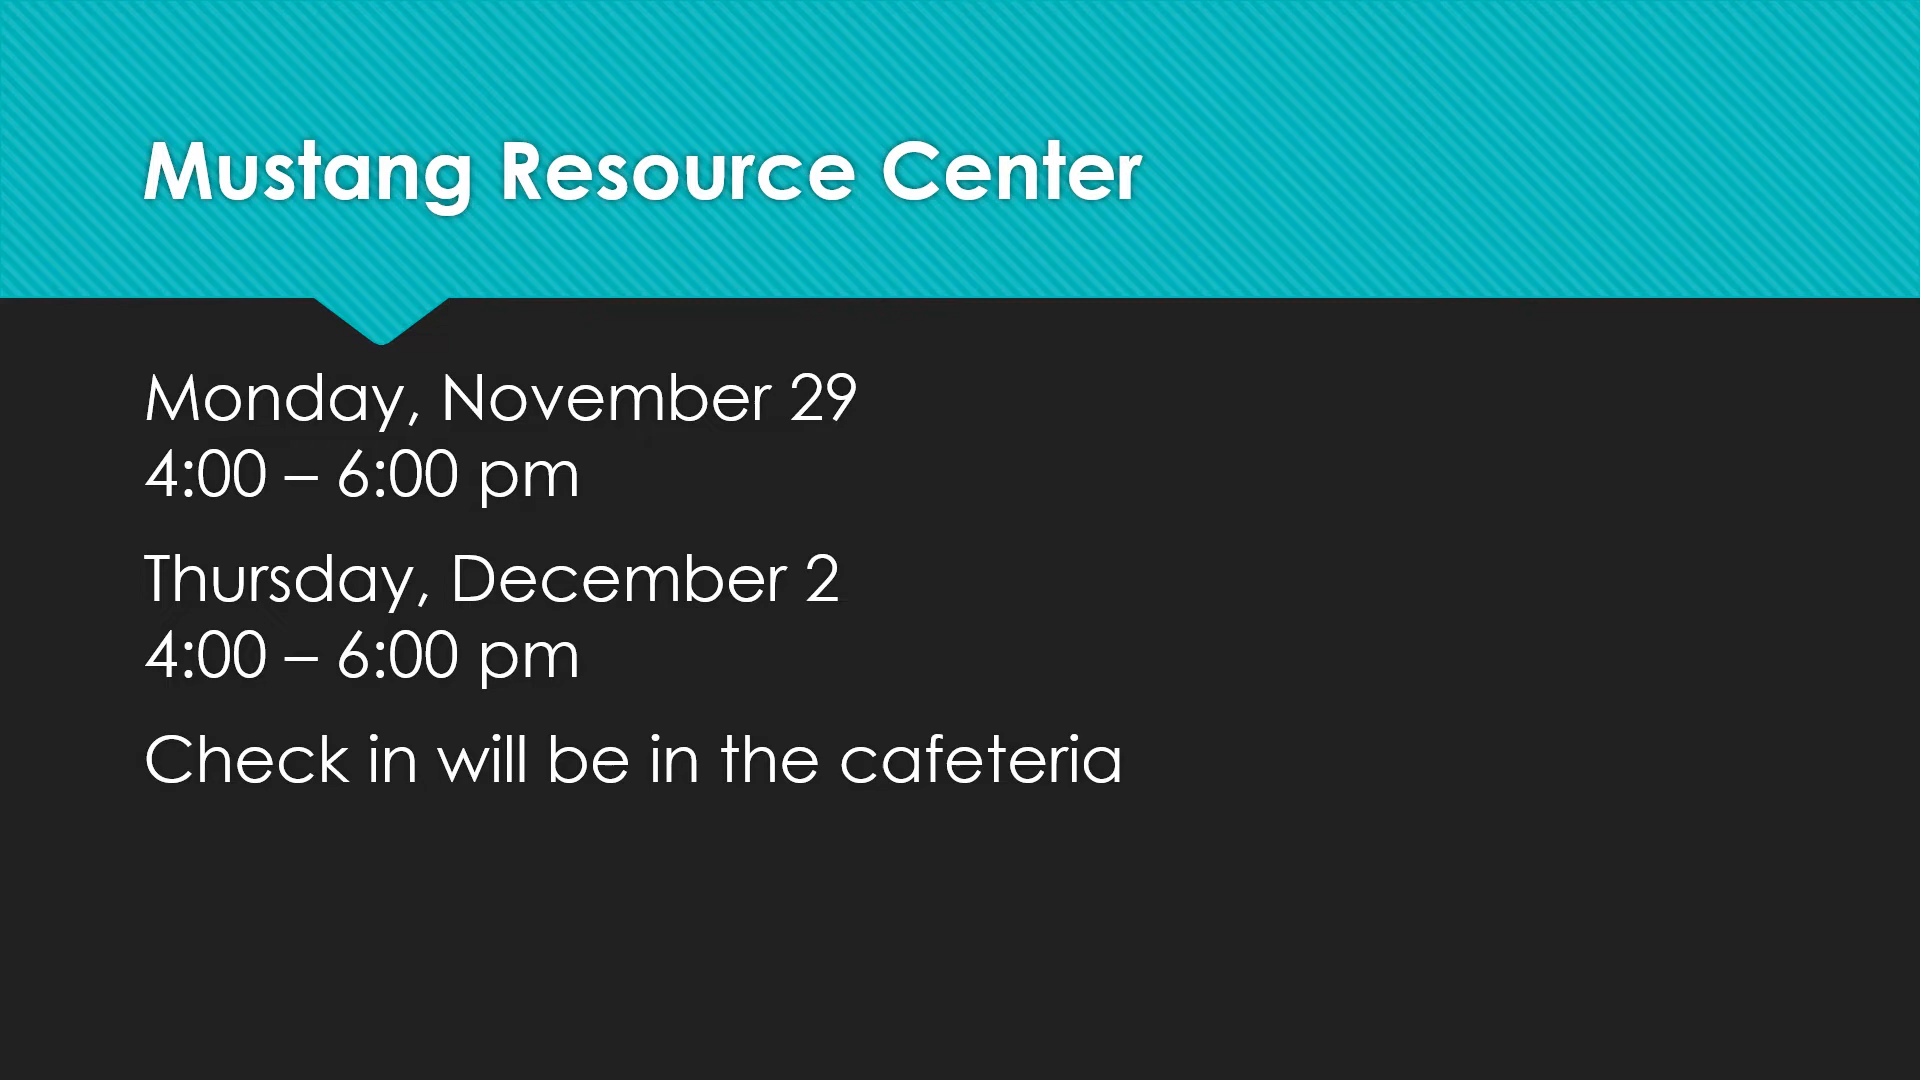 Mustang Resource Center
Monday, November 29
4:00 – 6:00 pm
Thursday, December 2
4:00 – 6:00 pm
Check in will be in the cafeteria